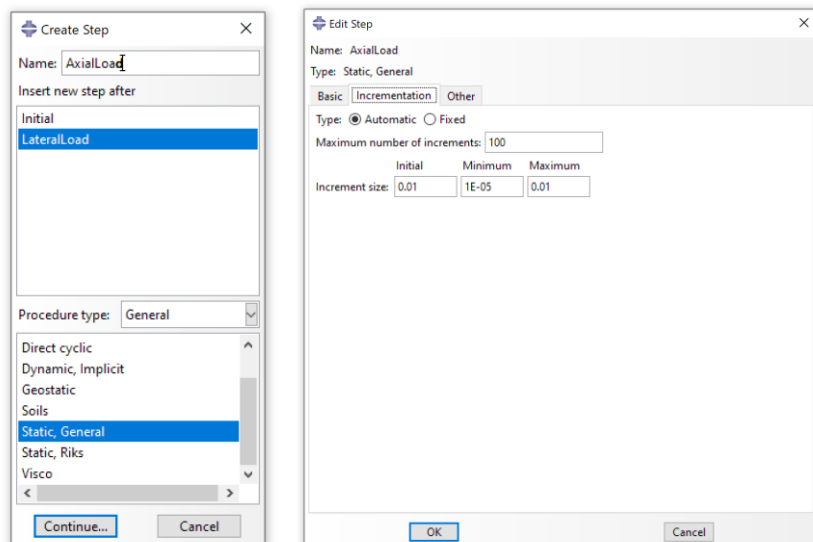 Create Step
Name: AxialLoad
Insert new step after
Initial
LateralLoad
Procedure type: General
Direct cyclic
Dynamic, Implicit
Geostatic
Soils
Static, General
Static, Riks
Visco
Continue... Cancel
Edit Step
Name: AxialLoad
Type: Static, General
Basic Incrementation Other
Type: Automatic Fixed
Maximum number of increments: 100
Initial Minimum Maximum
Increment size: 0.01 1E-05 0.01
OK Cancel